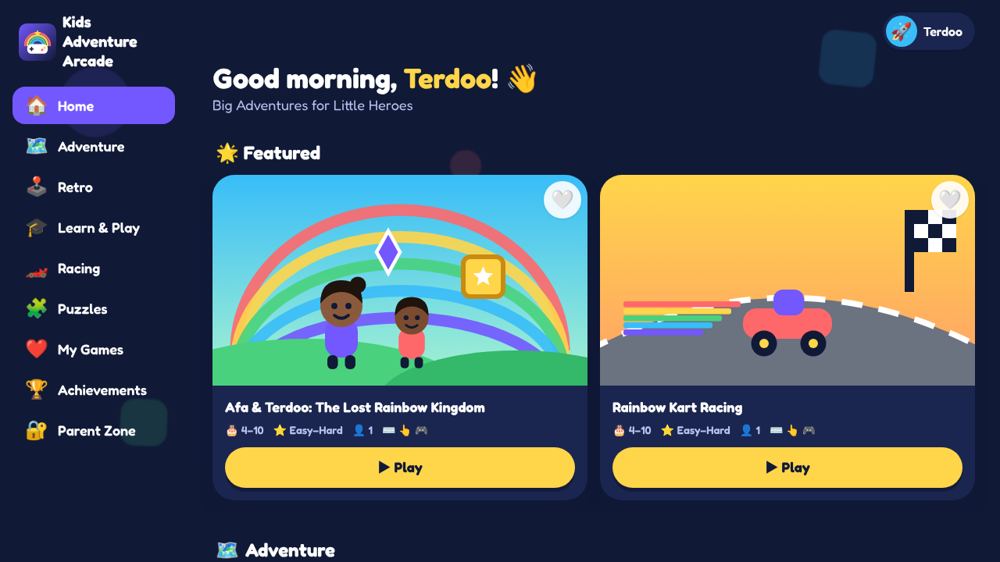 Kids
Adventure
Arcade
Terdoo
Home
Adventure
Retro
Learn & Play
Racing
Puzzles
My Games
Achievements
Parent Zone
Good morning, Terdoo! 👋
Big Adventures for Little Heroes
🌟 Featured
Afa & Terdoo: The Lost Rainbow Kingdom
4–10 Easy–Hard 1
▶ Play
Rainbow Kart Racing
4–10 Easy–Hard 1
▶ Play
Adventure